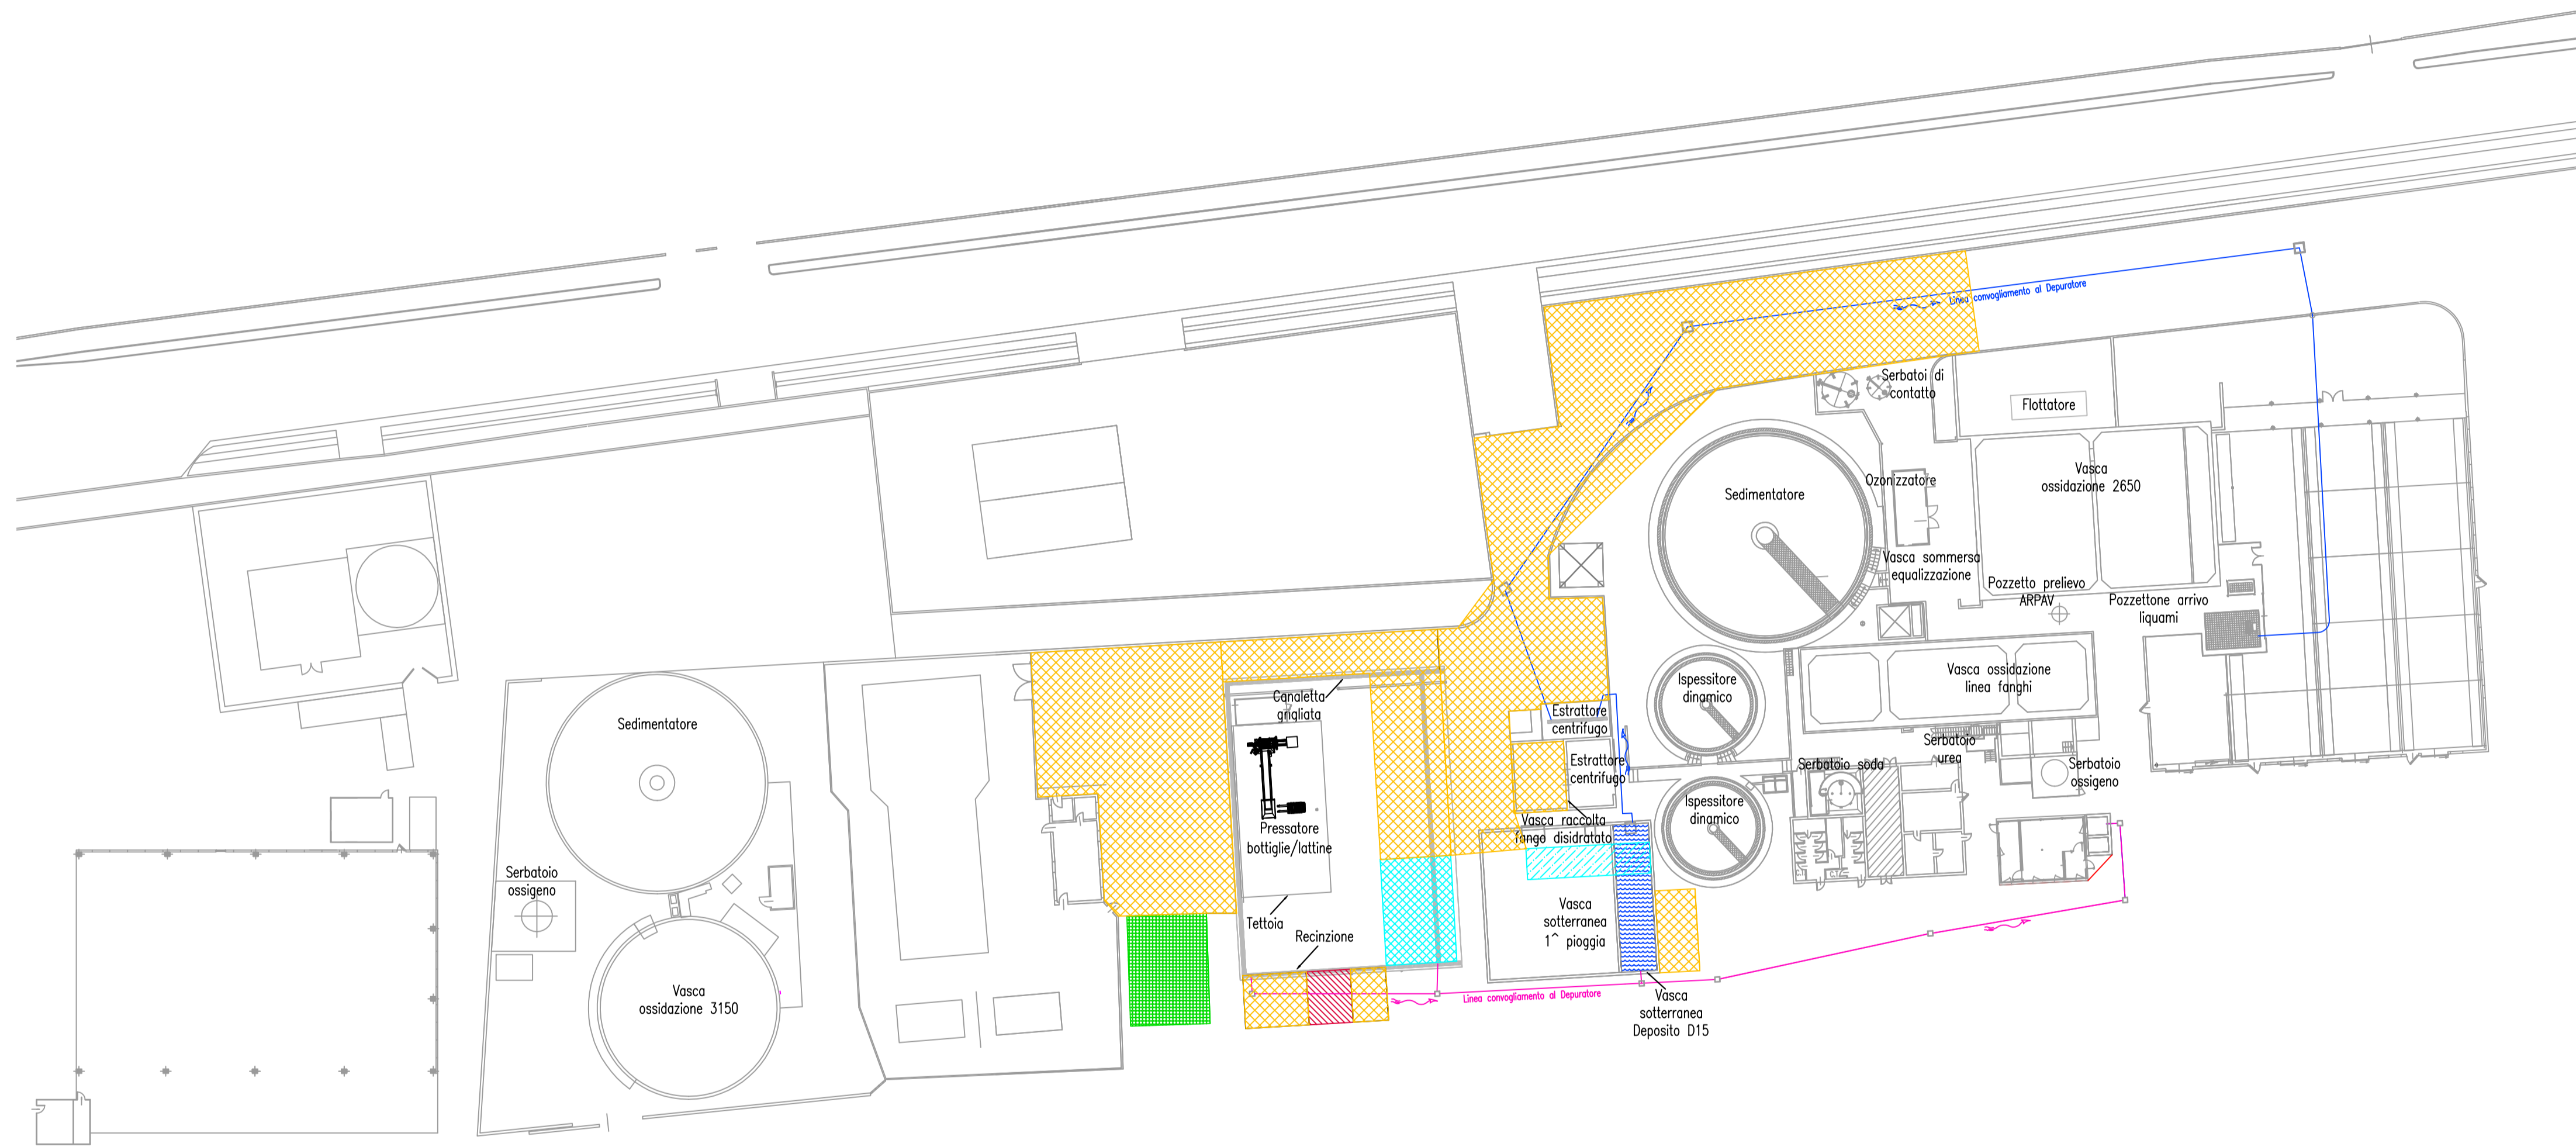 Linea convogliamento al Depuratore
Serbatoi di
contatto
Flottatore
Vasca
ossidazione 2650
Ozonizzatore
Sedimentatore
Vasca sommersa
equalizzazione
Pozzetto prelievo
ARPAV
Pozzettone arrivo
liquami
Vasca ossidazione
linea fanghi
Ispessitore
dinamico
Canaletta
grigliata
Estrattore
centrifugo
Sedimentatore
Serbatoio
urea
Estrattore
centrifugo
Serbatoio soda
Serbatoio
ossigeno
Ispessitore
dinamico
Vasca raccolta
fango disidratato
Pressatore
bottiglie/lattine
Serbatoio
ossigeno
Tettoia
Recinzione
Vasca
sotterranea
1^ pioggia
Vasca
ossidazione 3150
Linea convogliamento al Depuratore
Vasca
sotterranea
Deposito D15